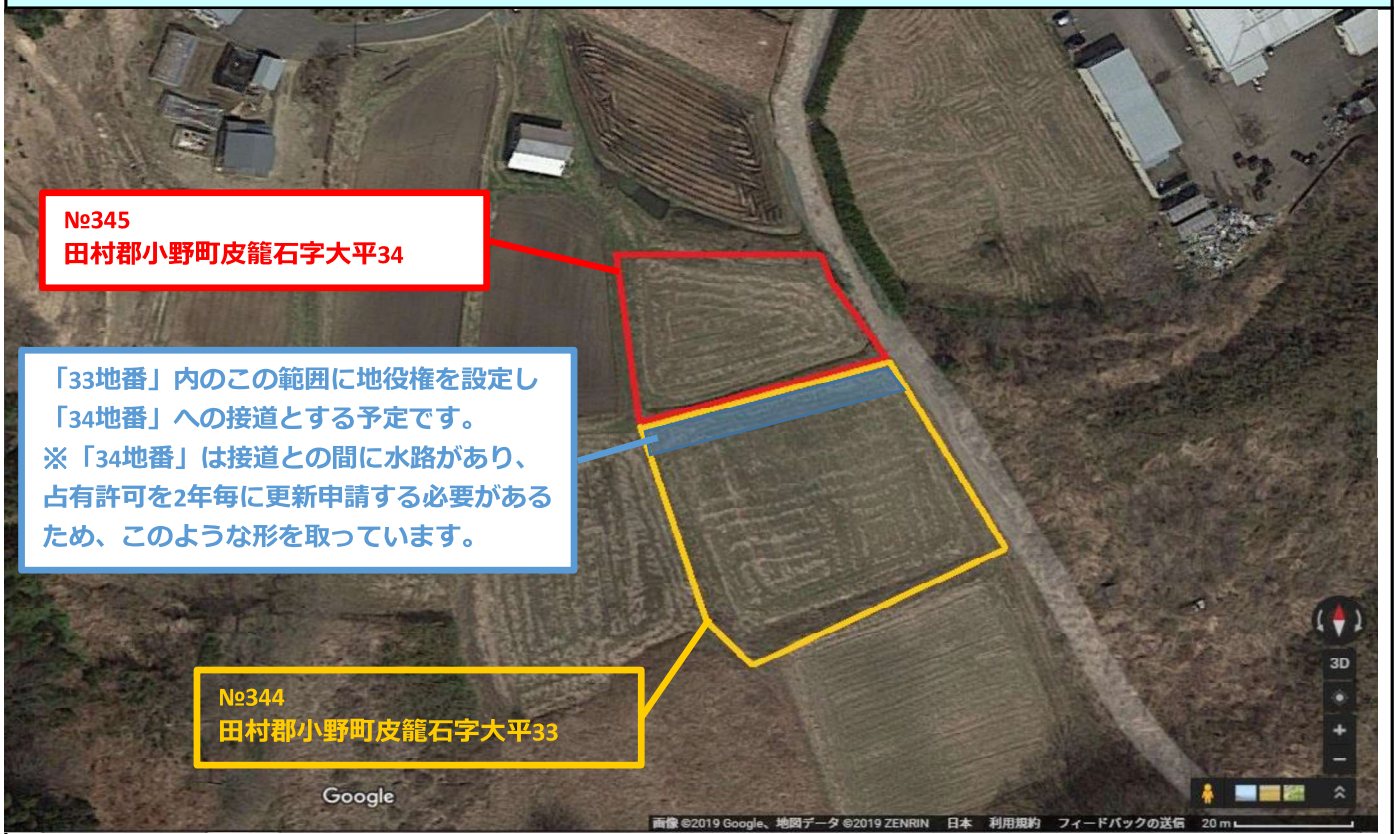 №345
田村郡小野町皮籠石字大平34
「33地番」内のこの範囲に地役権を設定し
「34地番」への接道とする予定です。
※「34地番」は接道との間に水路があり、
占有許可を2年毎に更新申請する必要がある
ため、このような形を取っています。
№344
田村郡小野町皮籠石字大平33
3D
Google
画像 ©2019 Google、地図データ ©2019 ZENRIN 日本 利用規約 フィードバックの送信 20 m